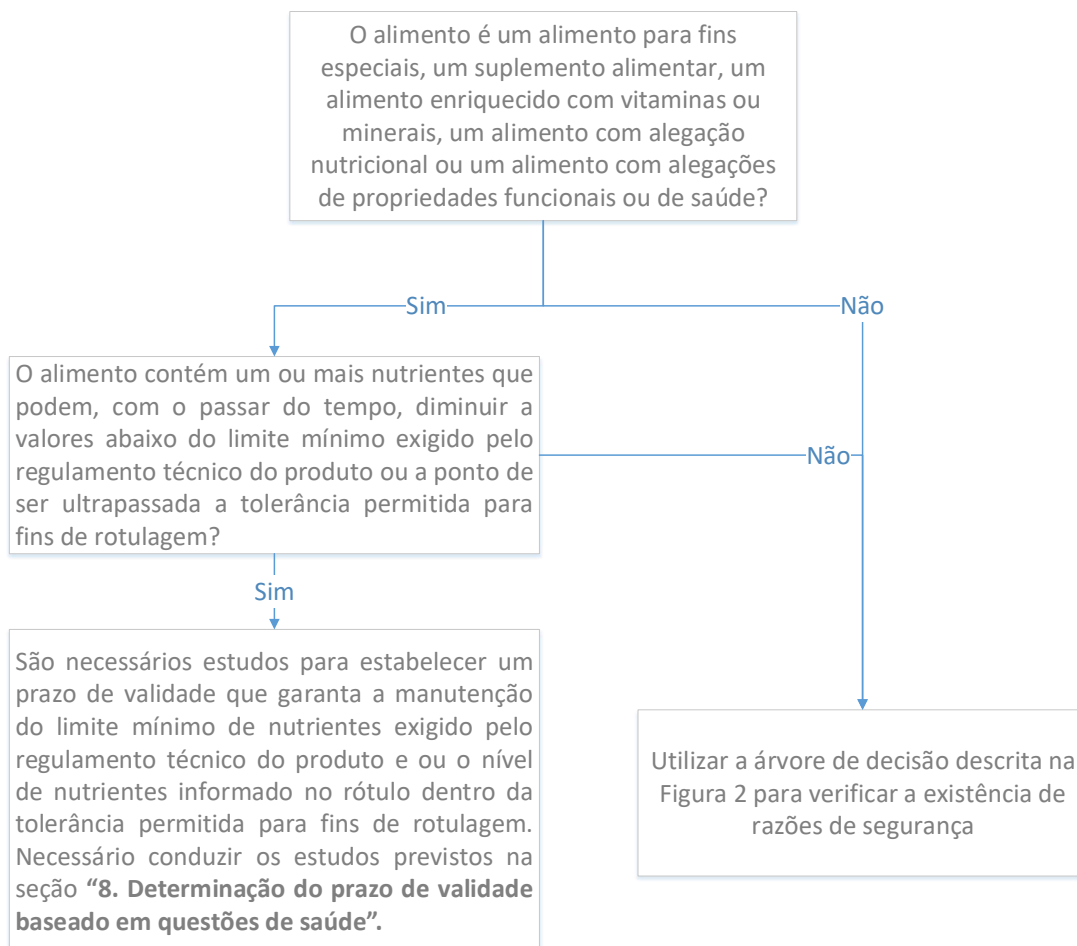 O alimento é um alimento para fins
especiais, um suplemento alimentar, um
alimento enriquecido com vitaminas ou
minerais, um alimento com alegação
nutricional ou um alimento com alegações
de propriedades funcionais ou de saúde?
Sim
Não
O alimento contém um ou mais nutrientes que
podem, com o passar do tempo, diminuir a
valores abaixo do limite mínimo exigido pelo
regulamento técnico do produto ou a ponto de
ser ultrapassada a tolerância permitida para
fins de rotulagem?
Não
Sim
São necessários estudos para estabelecer um
prazo de validade que garanta a manutenção
do limite mínimo de nutrientes exigido pelo
regulamento técnico do produto e ou o nível
de nutrientes informado no rótulo dentro da
tolerância permitida para fins de rotulagem.
Necessário conduzir os estudos previstos na
seção “8. Determinação do prazo de validade
baseado em questões de saúde”.
Utilizar a árvore de decisão descrita na
Figura 2 para verificar a existência de
razões de segurança